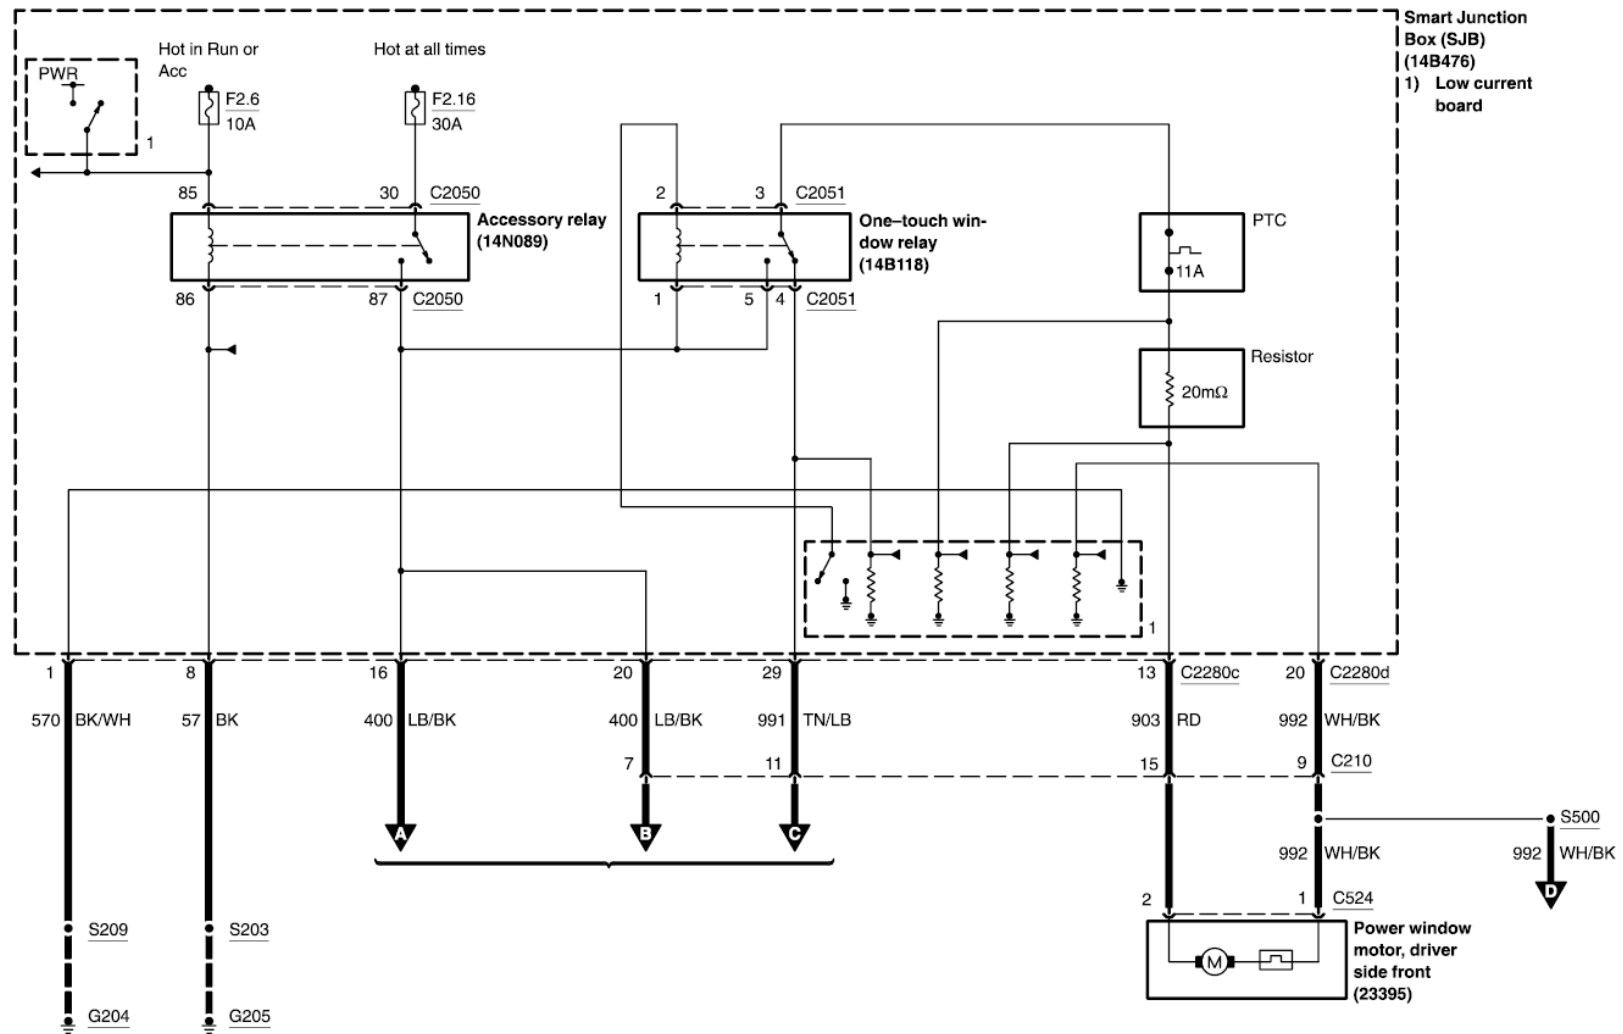 Smart Junction
Box (SJB)
(14B476)
1) Low current
board
Hot in Run or
Acc
Hot at all times
PWR
F2.6
10A
F2.16
30A
1
85
30
C2050
2
3
C2051
Accessory relay
(14N089)
One–touch win-
dow relay
(14B118)
PTC
11A
86
87
C2050
1
5
4
C2051
Resistor
20mΩ
1
1
8
16
20
29
13
C2280c
20
C2280d
570
BK/WH
57
BK
400
LB/BK
400
LB/BK
991
TN/LB
903
RD
992
WH/BK
7
11
15
9
C210
A
B
C
S500
992
WH/BK
992
WH/BK
D
2
1
C524
S209
S203
M
Power window
motor, driver
side front
(23395)
G204
G205